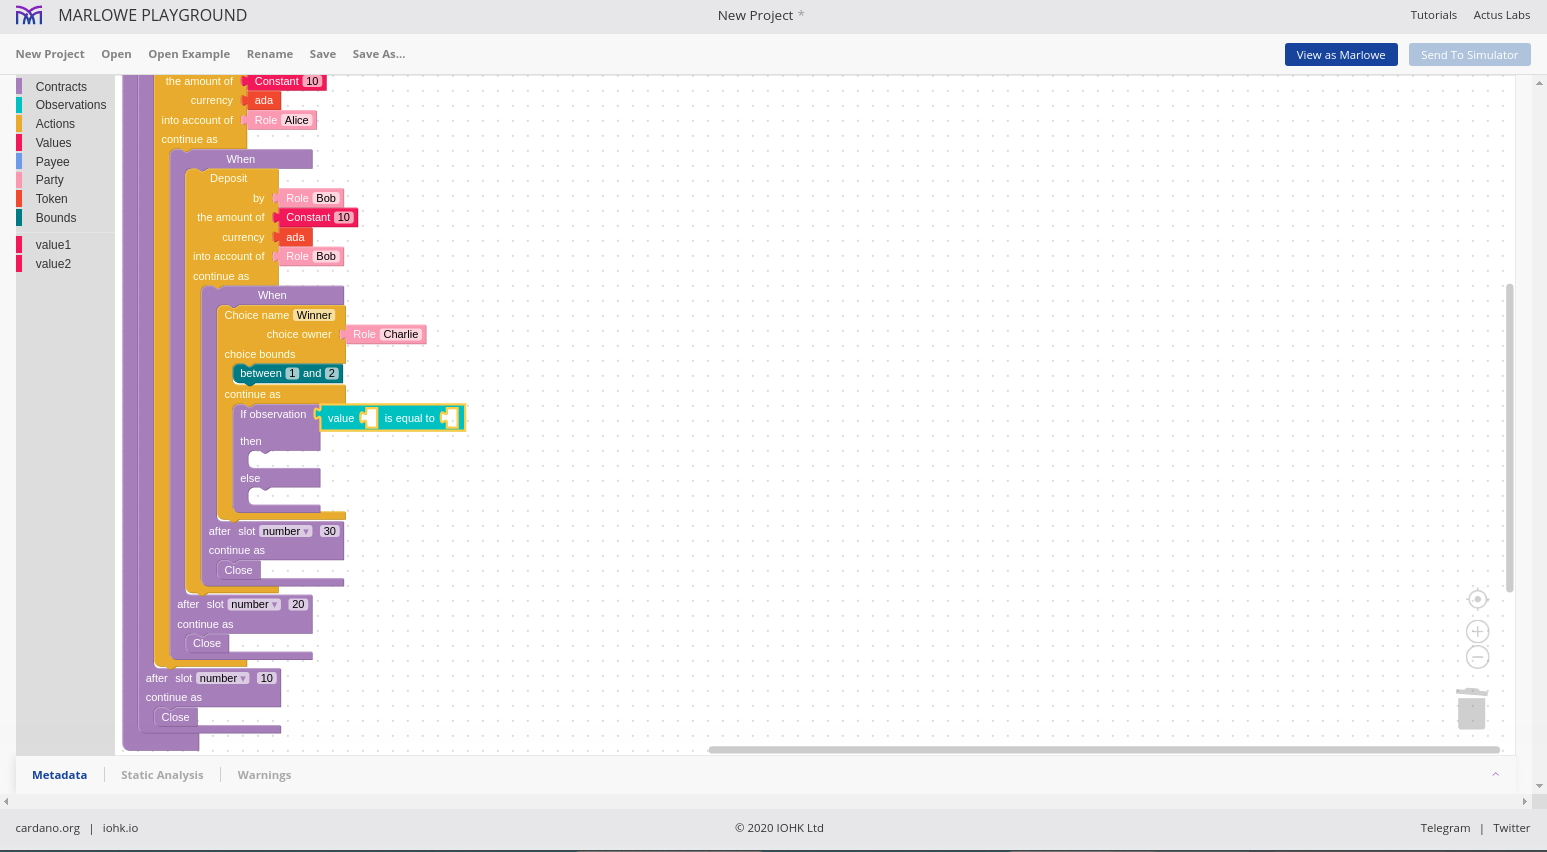 MARLOWE PLAYGROUND
New Project *
Tutorials Actus Labs
New Project Open Open Example Rename Save Save As...
View as Marlowe Send To Simulator
Contracts
Observations
Actions
Values
Payee
Party
Token
Bounds
value1
value2
the amount of Constant 10
currency ada
into account of Role Alice
continue as
When
Deposit
by Role Bob
the amount of Constant 10
currency ada
into account of Role Bob
continue as
When
Choice name Winner
choice owner Role Charlie
choice bounds
between 1 and 2
continue as
If observation value is equal to
then
else
after slot number ▾ 30
continue as
Close
after slot number ▾ 20
continue as
Close
after slot number ▾ 10
continue as
Close
Metadata Static Analysis Warnings
cardano.org | iohk.io
© 2020 IOHK Ltd
Telegram | Twitter